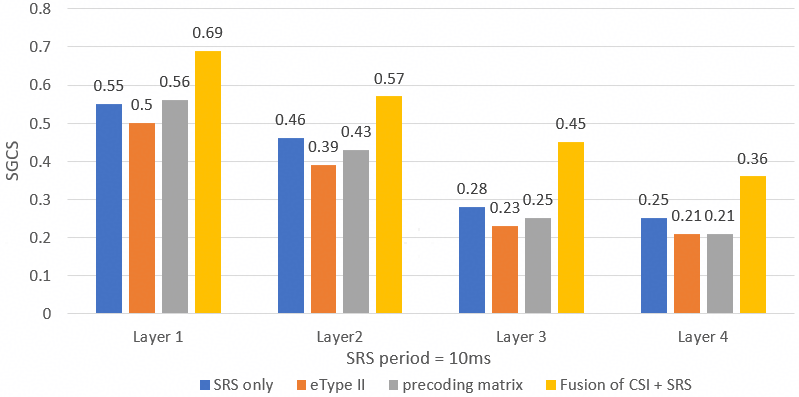 0.8
0.7
0.6
0.5
0.4
0.3
0.2
0.1
0
SGCS
0.55
0.5
0.56
0.69
0.46
0.39
0.43
0.57
0.28
0.23
0.25
0.45
0.25
0.21
0.21
0.36
Layer 1
Layer2
Layer 3
Layer 4
SRS period = 10ms
SRS only
eType II
precoding matrix
Fusion of CSI + SRS